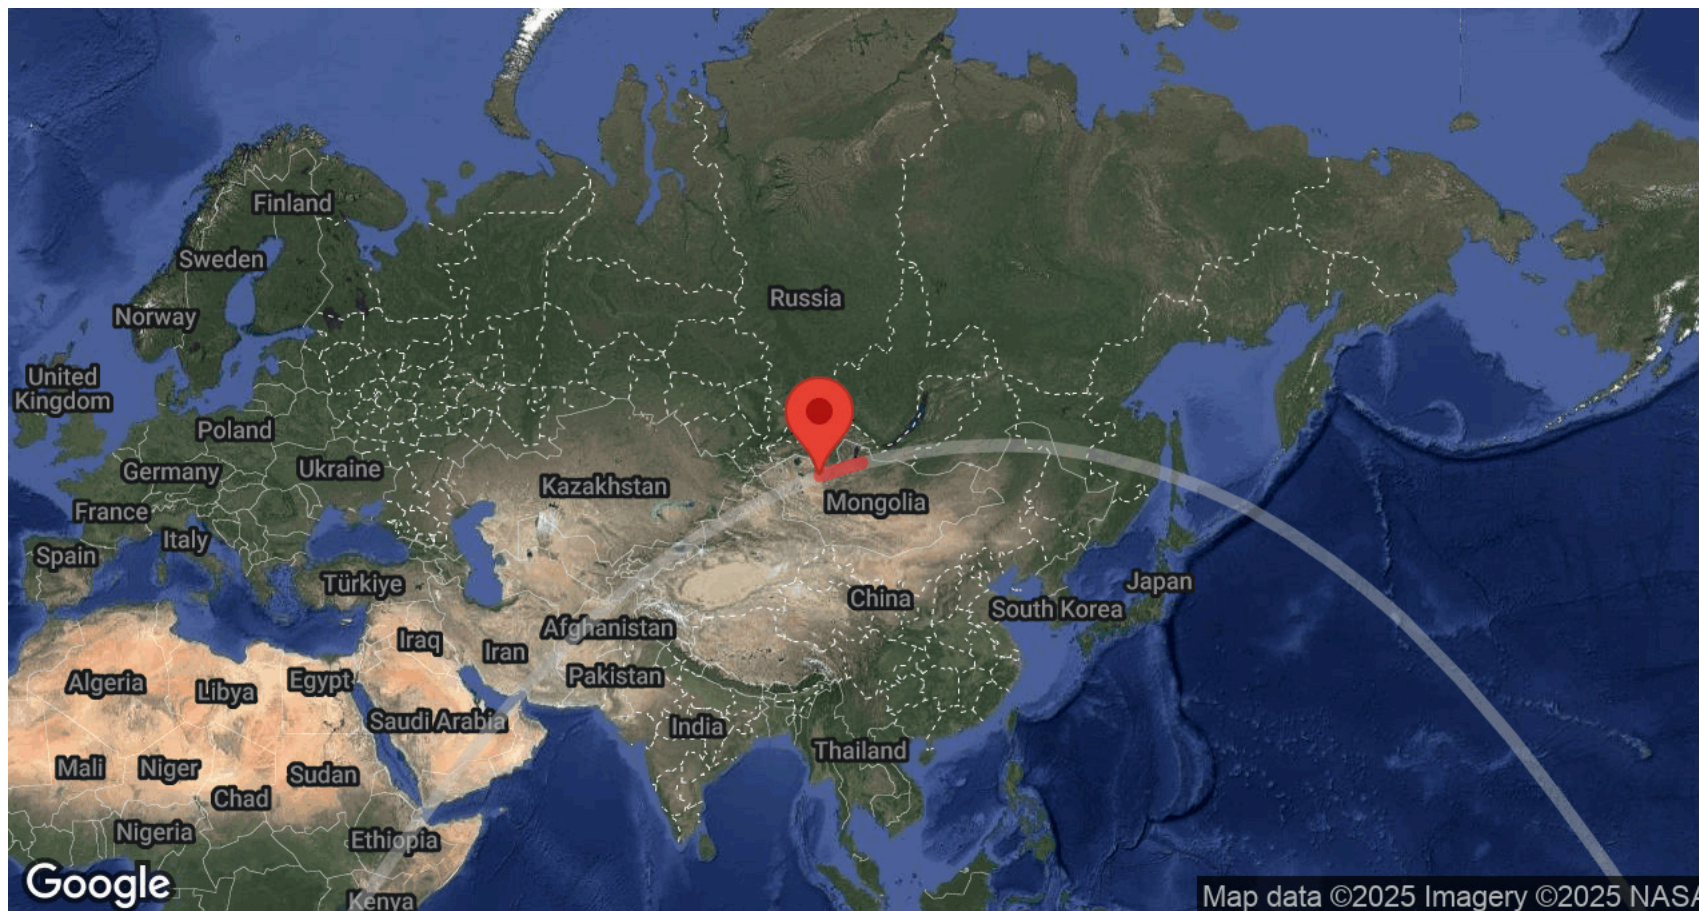 Finland
Sweden
Russia
Norway
United
Kingdom
Poland
Germany
Ukraine
Kazakhstan
France
Mongolia
Italy
Spain
Türkiye
Japan
China
South Korea
Afghanistan
Iraq
Iran
Pakistan
Algeria
Libya
Egypt
Saudi Arabia
India
Thailand
Mali
Niger
Sudan
Chad
Nigeria
Ethiopia
Google
Kenya
Map data ©2025 Imagery ©2025 NASA